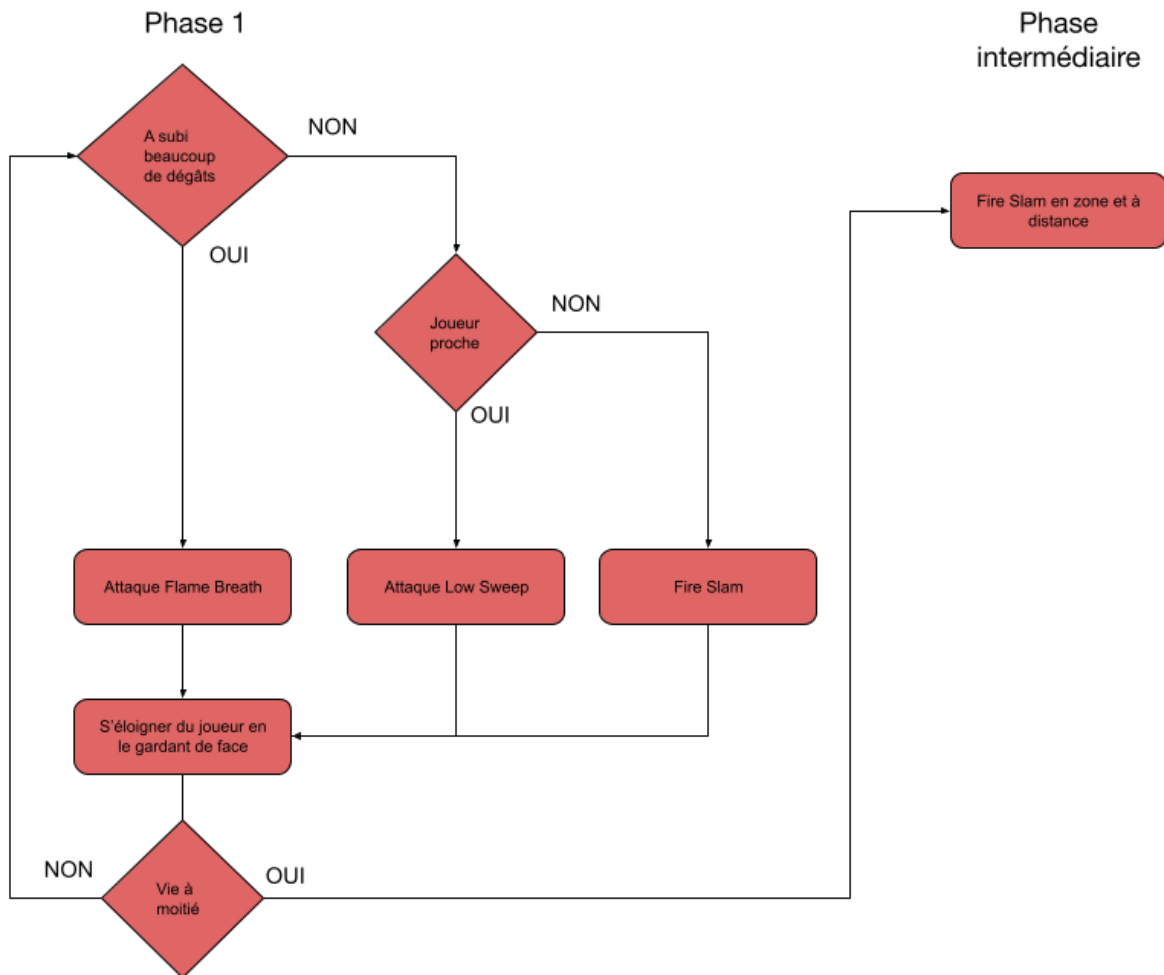 Phase 1
Phase
intermédiaire
A subi
beaucoup
de dégâts
NON
OUI
Fire Slam en zone et à
distance
Joueur
proche
NON
OUI
Attaque Flame Breath
Attaque Low Sweep
Fire Slam
S'éloigner du joueur en
le gardant de face
NON
Vie à
moitié
OUI